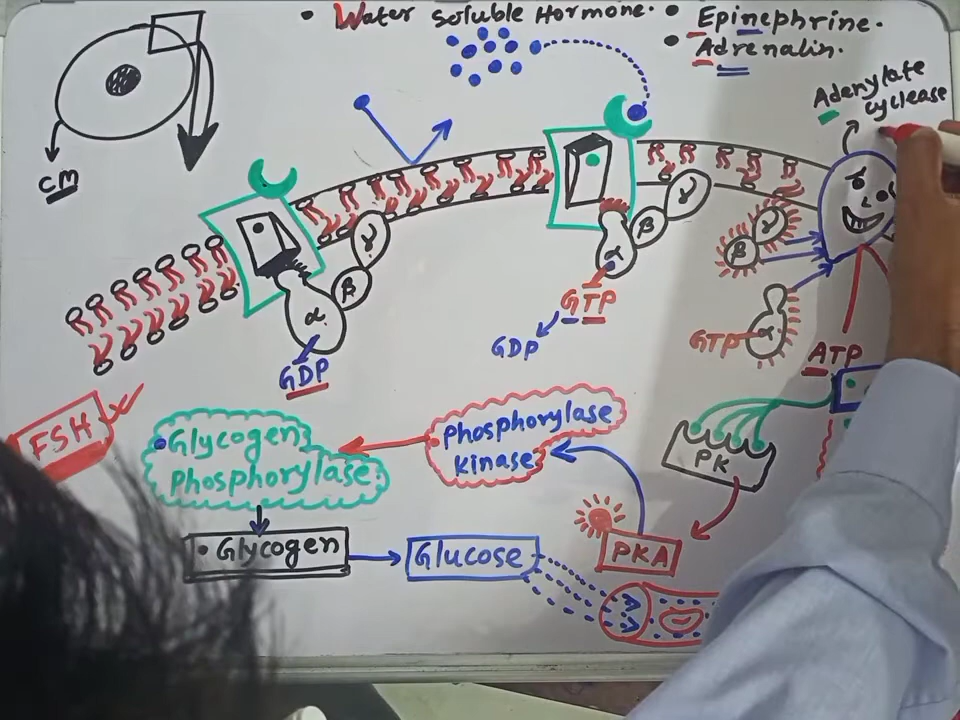 • Water soluble Hormone. • Epinephrine.
• Adrenalin.
Adenylate
cyclease
CM
γ
β
α
GDP
γ
β
α
GTP
GDP
γ
β
α
GTP
ATP
FSH
Glycogen
Phosphorylase.
Phosphorylase
kinase
PK
PKA
• Glycogen
Glucose